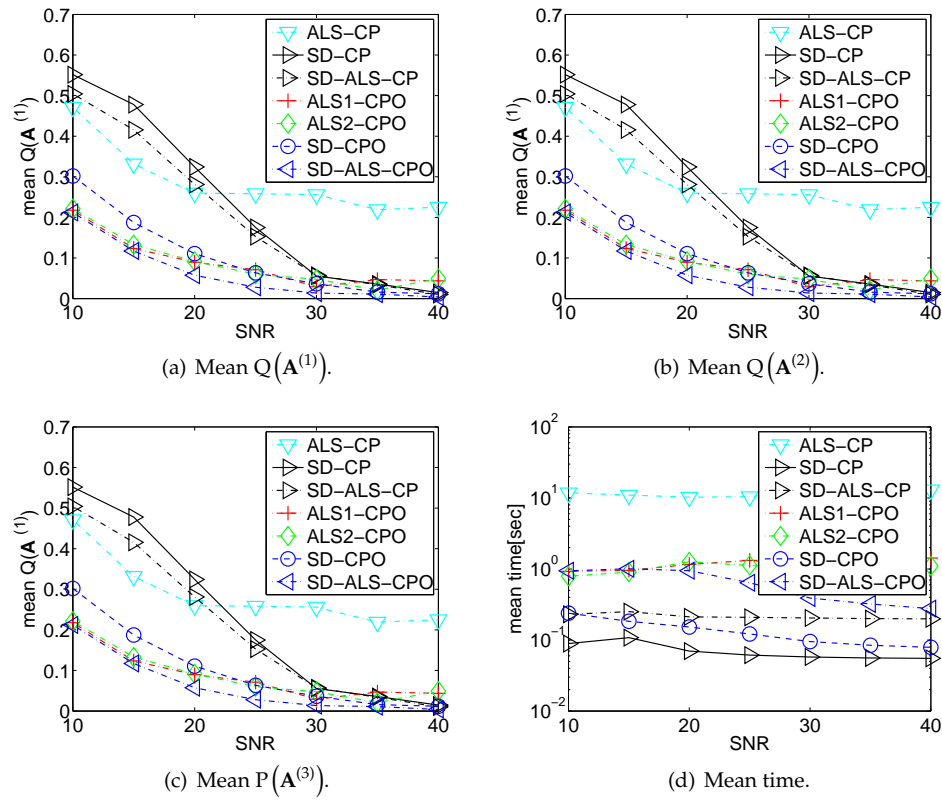 0.7
0.6
0.5
0.4
0.3
0.2
0.1
0
mean Q(A(1))
10 20 30 40
SNR
ALS−CP
SD−CP
SD−ALS−CP
ALS1−CPO
ALS2−CPO
SD−CPO
SD−ALS−CPO
(a) Mean Q(A(1)).
0.7
0.6
0.5
0.4
0.3
0.2
0.1
0
mean Q(A(1))
10 20 30 40
SNR
ALS−CP
SD−CP
SD−ALS−CP
ALS1−CPO
ALS2−CPO
SD−CPO
SD−ALS−CPO
(b) Mean Q(A(2)).
0.7
0.6
0.5
0.4
0.3
0.2
0.1
0
mean Q(A(1))
10 20 30 40
SNR
ALS−CP
SD−CP
SD−ALS−CP
ALS1−CPO
ALS2−CPO
SD−CPO
SD−ALS−CPO
(c) Mean P(A(3)).
10^2
10^1
10^0
10^−1
10^−2
mean time[sec]
10 20 30 40
SNR
ALS−CP
SD−CP
SD−ALS−CP
ALS1−CPO
ALS2−CPO
SD−CPO
SD−ALS−CPO
(d) Mean time.